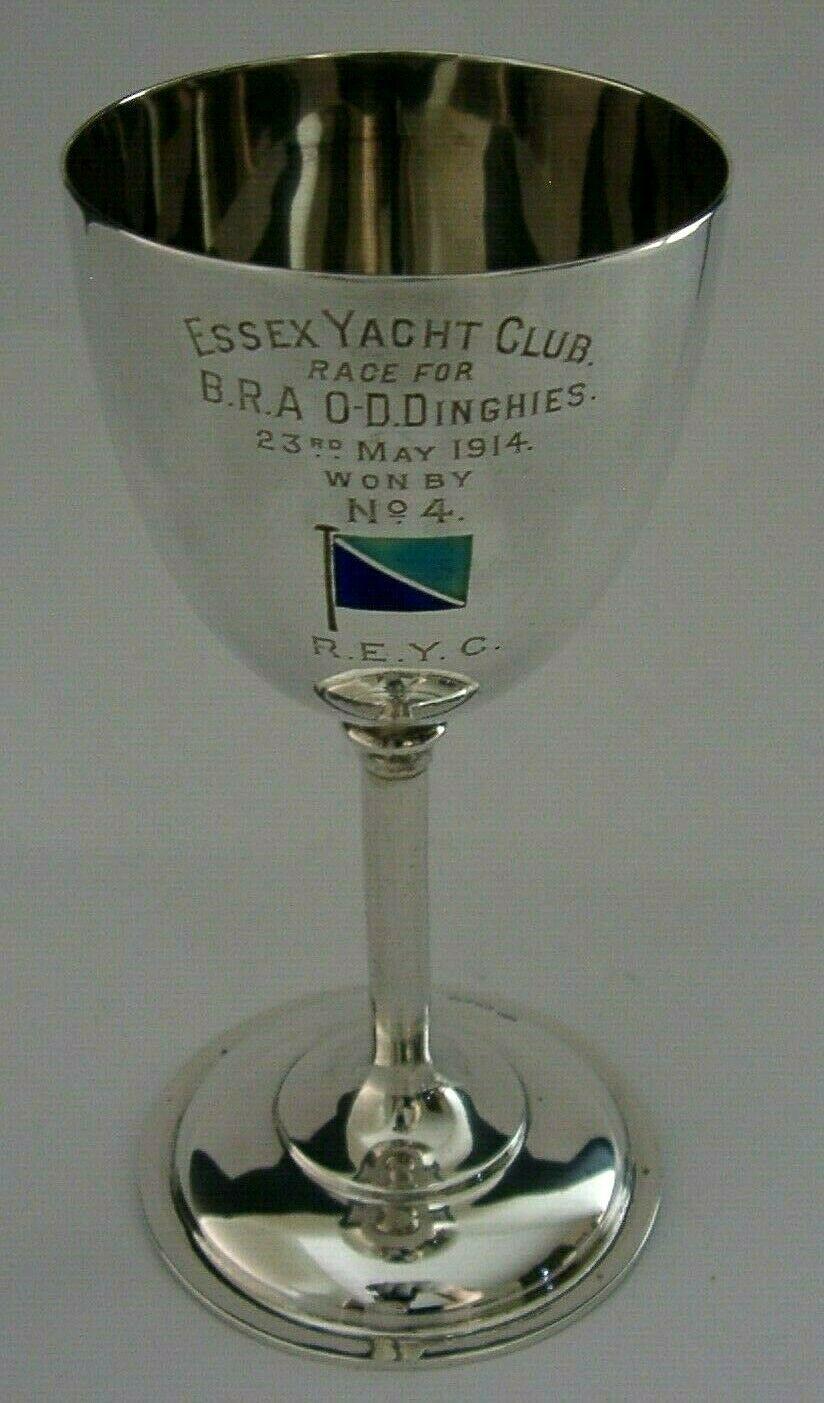 ESSEX YACHT CLUB.
RACE FOR
B.R.A O-D.DINGHIES.
23RD MAY 1914.
WON BY
No 4.
R.E.Y.C.